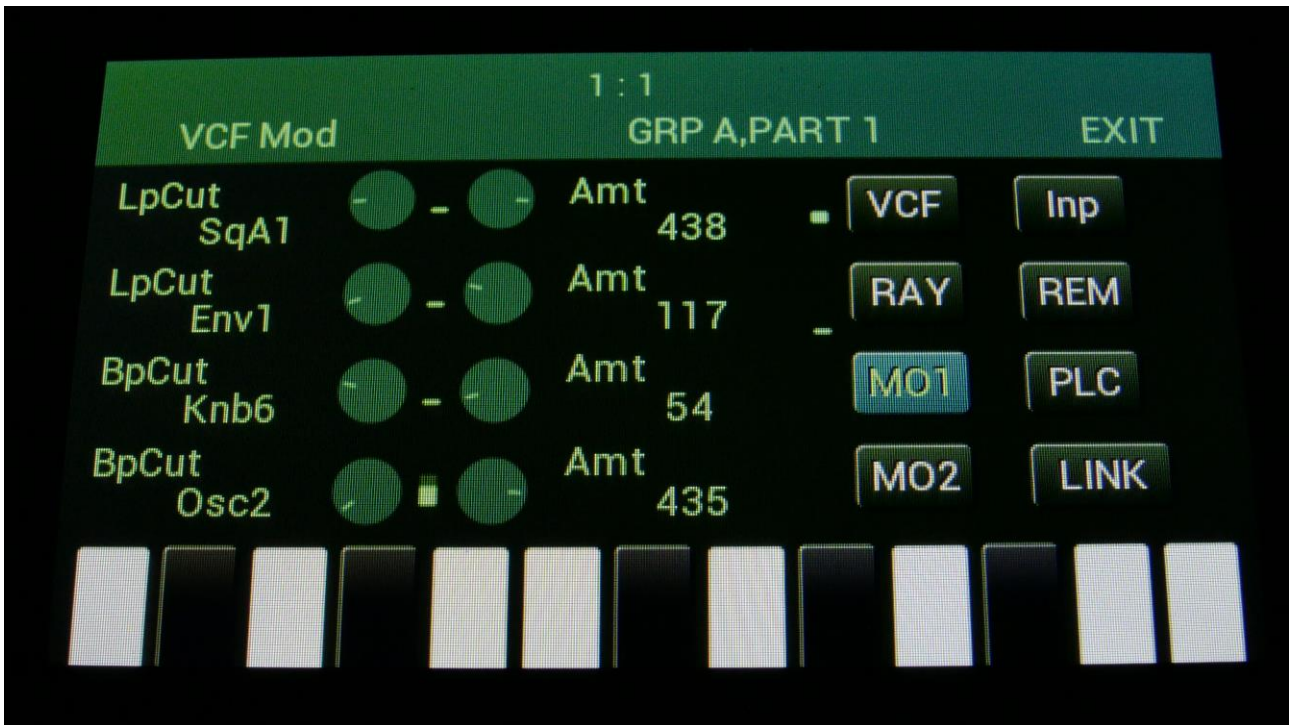 1 : 1
VCF Mod GRP A,PART 1 EXIT
LpCut Amt VCF Inp
SqA1 438
LpCut Amt RAY REM
Env1 117
BpCut Amt MO1 PLC
Knb6 54
BpCut Amt MO2 LINK
Osc2 435